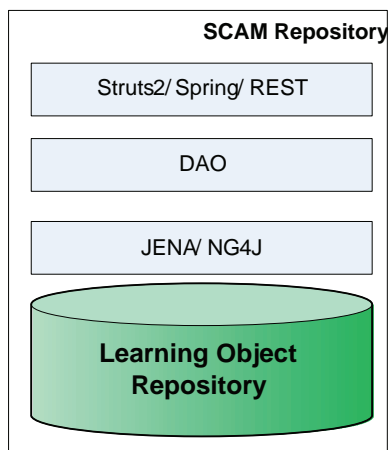 SCAM Repository
Struts2/ Spring/ REST
DAO
JENA/ NG4J
Learning Object
Repository